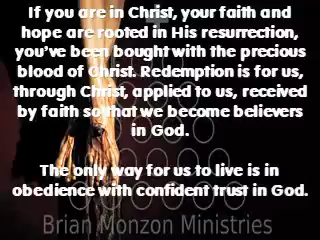 If you are in Christ, your faith and
hope are rooted in His resurrection,
you've been bought with the precious
blood of Christ. Redemption is for us,
through Christ, applied to us, received
by faith so that we become believers
in God.
The only way for us to live is in
obedience with confident trust in God.
Brian Monzon Ministries